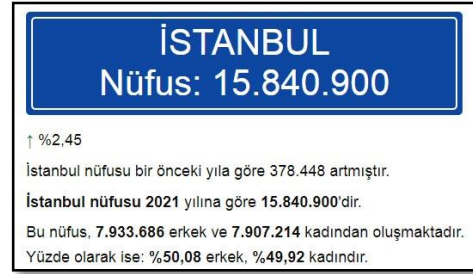 İSTANBUL
Nüfus: 15.840.900
↑ %2,45
İstanbul nüfusu bir önceki yıla göre 378.448 artmıştır.
İstanbul nüfusu 2021 yılına göre 15.840.900'dir.
Bu nüfus, 7.933.686 erkek ve 7.907.214 kadından oluşmaktadır.
Yüzde olarak ise: %50,08 erkek, %49,92 kadındır.